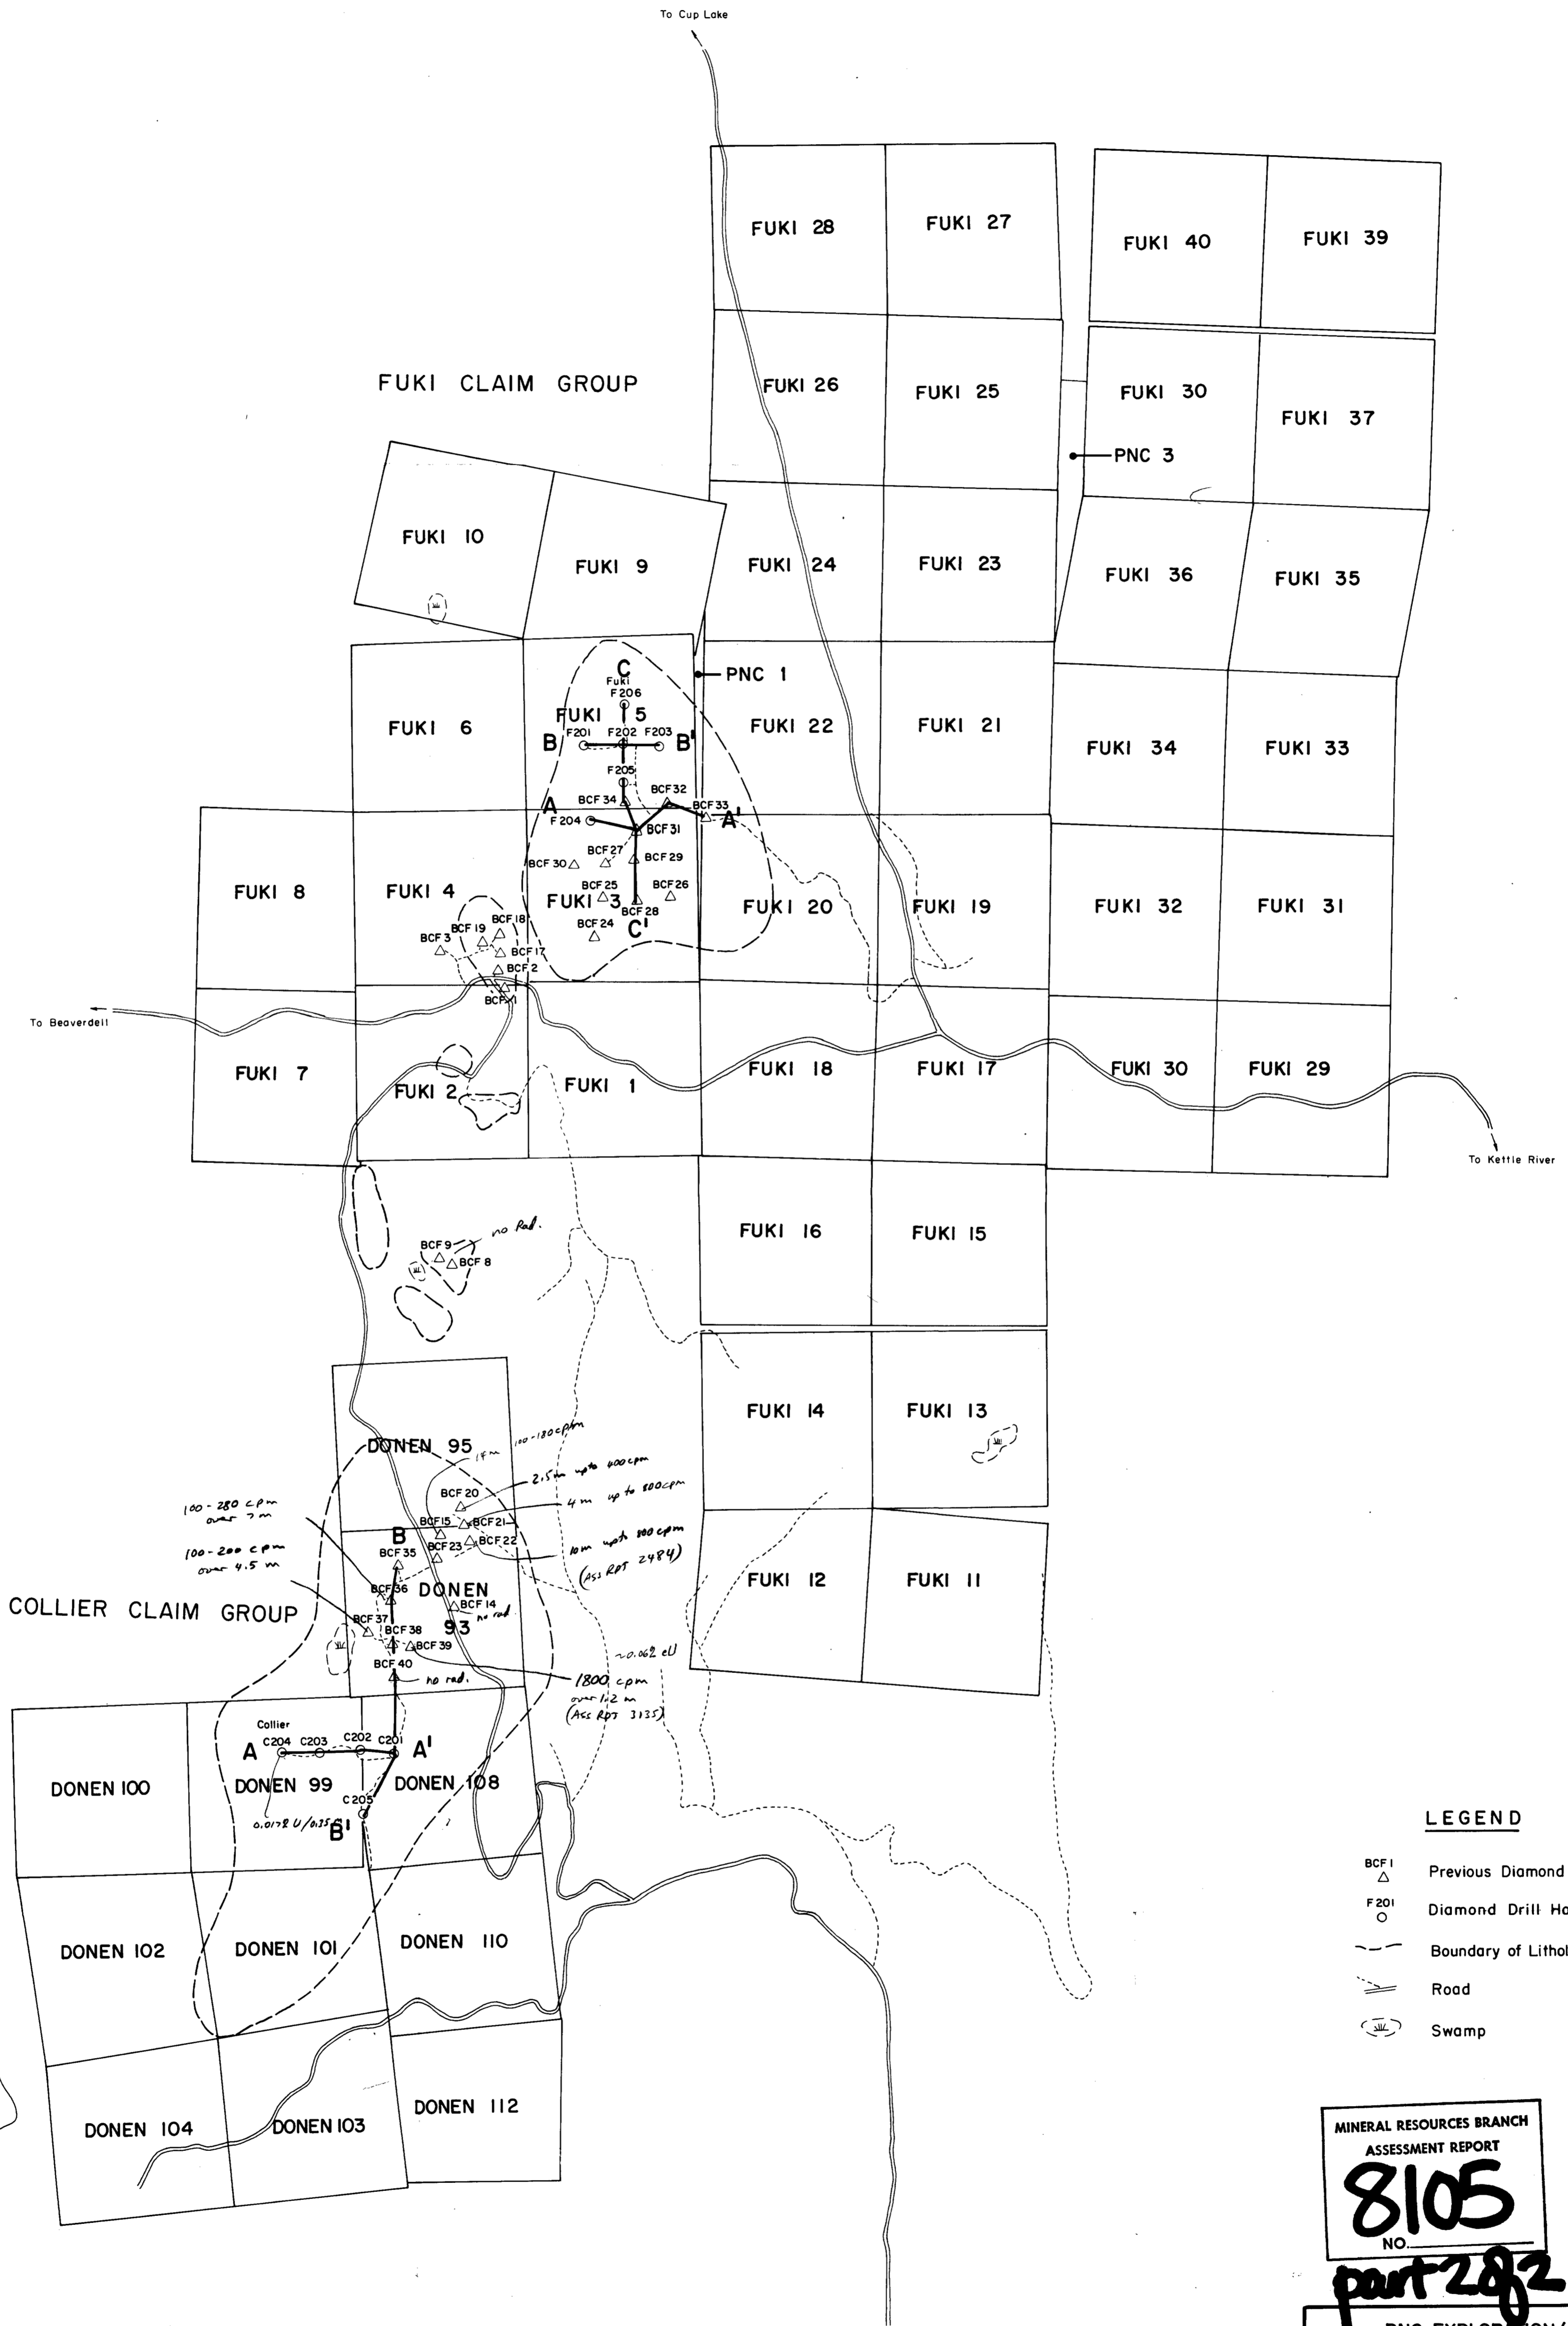 To Cup Lake
FUKI 28
FUKI 27
FUKI 40
FUKI 39
FUKI CLAIM GROUP
FUKI 26
FUKI 25
FUKI 30
FUKI 37
PNC 3
FUKI 10
FUKI 9
FUKI 24
FUKI 23
FUKI 36
FUKI 35
C
Fuki
F206
PNC 1
FUKI 6
FUKI 5
FUKI 22
FUKI 21
FUKI 34
FUKI 33
B
F201
F202
F203
B'
F205
BCF 34
BCF 32
A
BCF 33
A'
F 204
BCF 31
BCF 27
BCF 30
BCF 29
FUKI 8
FUKI 4
BCF 25
BCF 26
FUKI 3
BCF 28
FUKI 20
FUKI 19
FUKI 32
FUKI 31
BCF 18
BCF 19
BCF 3
BCF 24
C'
BCF 17
BCF 2
BCF 1
To Beaverdell
FUKI 7
FUKI 2
FUKI 1
FUKI 18
FUKI 17
FUKI 30
FUKI 29
To Kettle River
FUKI 16
FUKI 15
no Rad.
BCF 9
BCF 8
FUKI 14
FUKI 13
DONEN 95
17m 100-180 cpm
2.5m upto 400cpm
BCF 20
4 m up to 800cpm
100-280 cpm
over 7 m
BCF 15
BCF 21
B
BCF 22
10m upto 800 cpm
BCF 23
(Ass RPT 2484)
100-200 cpm
over 4.5 m
BCF 35
FUKI 12
FUKI 11
BCF 36
DONEN
93
COLLIER CLAIM GROUP
BCF 14
no rad.
BCF 37
BCF 38
BCF 39
~0.062 eU
BCF 40
no rad.
1800 cpm
over 1.2 m
(Ass RPT 3135)
Collier
A
C204
C203
C202
C201
A'
DONEN 100
DONEN 99
DONEN 108
C 205
B'
LEGEND
BCF 1
Previous Diamond
F 201
Diamond Drill Ho
Boundary of Lithol
Road
Swamp
DONEN 102
DONEN 101
DONEN 110
DONEN 104
DONEN 103
DONEN 112
MINERAL RESOURCES BRANCH
ASSESSMENT REPORT
8105
NO.
part 2 of 2